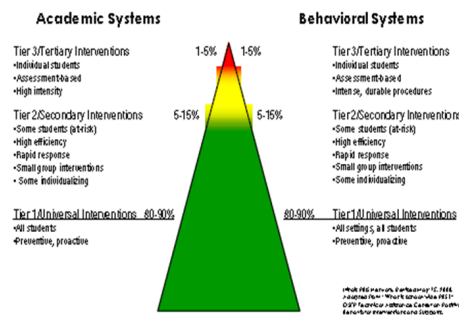 Academic Systems
Behavioral Systems
Tier 3/Tertiary Interventions
1-5%
1-5%
Tier 3/Tertiary Interventions
•Individual students
•Assessment-based
•High intensity
•Individual students
•Assessment-based
•Intense, durable procedures
Tier 2/Secondary Interventions
5-15%
5-15%
Tier 2/Secondary Interventions
•Some students (at-risk)
•High efficiency
•Rapid response
•Small group interventions
• Some individualizing
•Some students (at-risk)
•High efficiency
•Rapid response
•Small group interventions
•Some individualizing
Tier 1/Universal Interventions
80-90%
80-90%
Tier 1/Universal Interventions
•All students
•Preventive, proactive
•All settings, all students
•Preventive, proactive